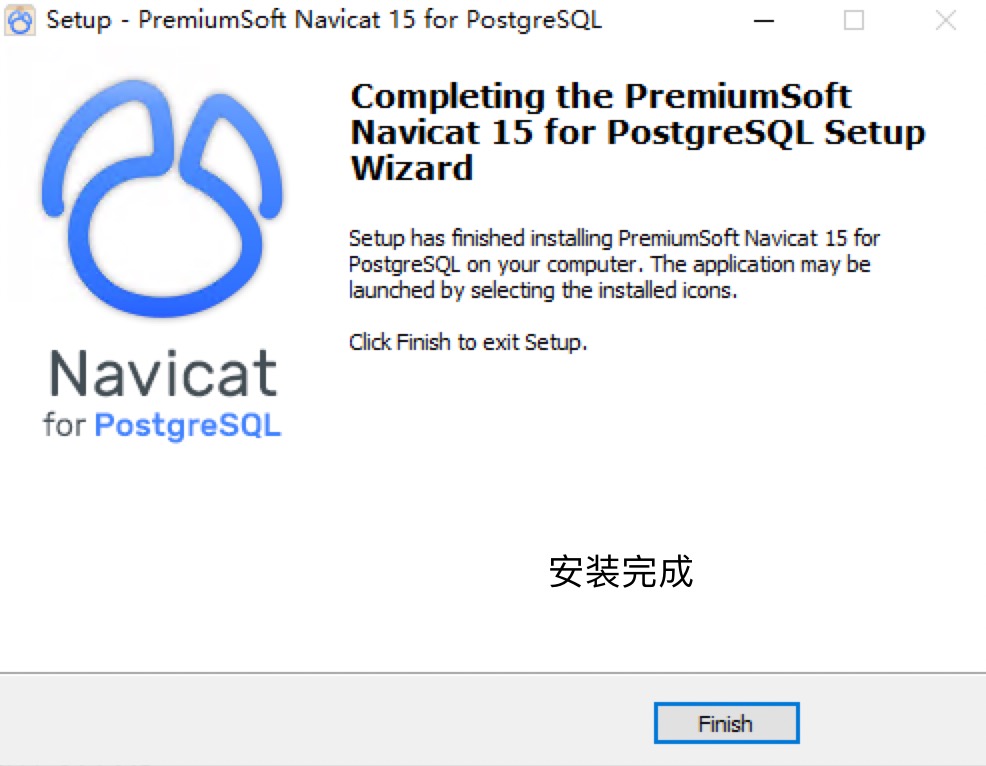 Setup - PremiumSoft Navicat 15 for PostgreSQL
Completing the PremiumSoft
Navicat 15 for PostgreSQL Setup
Wizard
Setup has finished installing PremiumSoft Navicat 15 for
PostgreSQL on your computer. The application may be
launched by selecting the installed icons.
Click Finish to exit Setup.
Navicat
for PostgreSQL
安装完成
Finish